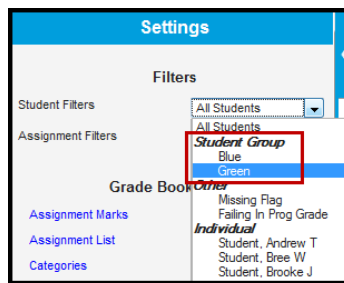 Settings
Filters
Student Filters
All Students
All Students
Assignment Filters
Student Group
Blue
Green
Other
Missing Flag
Grade Book
Failing In Prog Grade
Assignment Marks
Individual
Student, Andrew T
Assignment List
Student, Bree W
Categories
Student, Brooke J